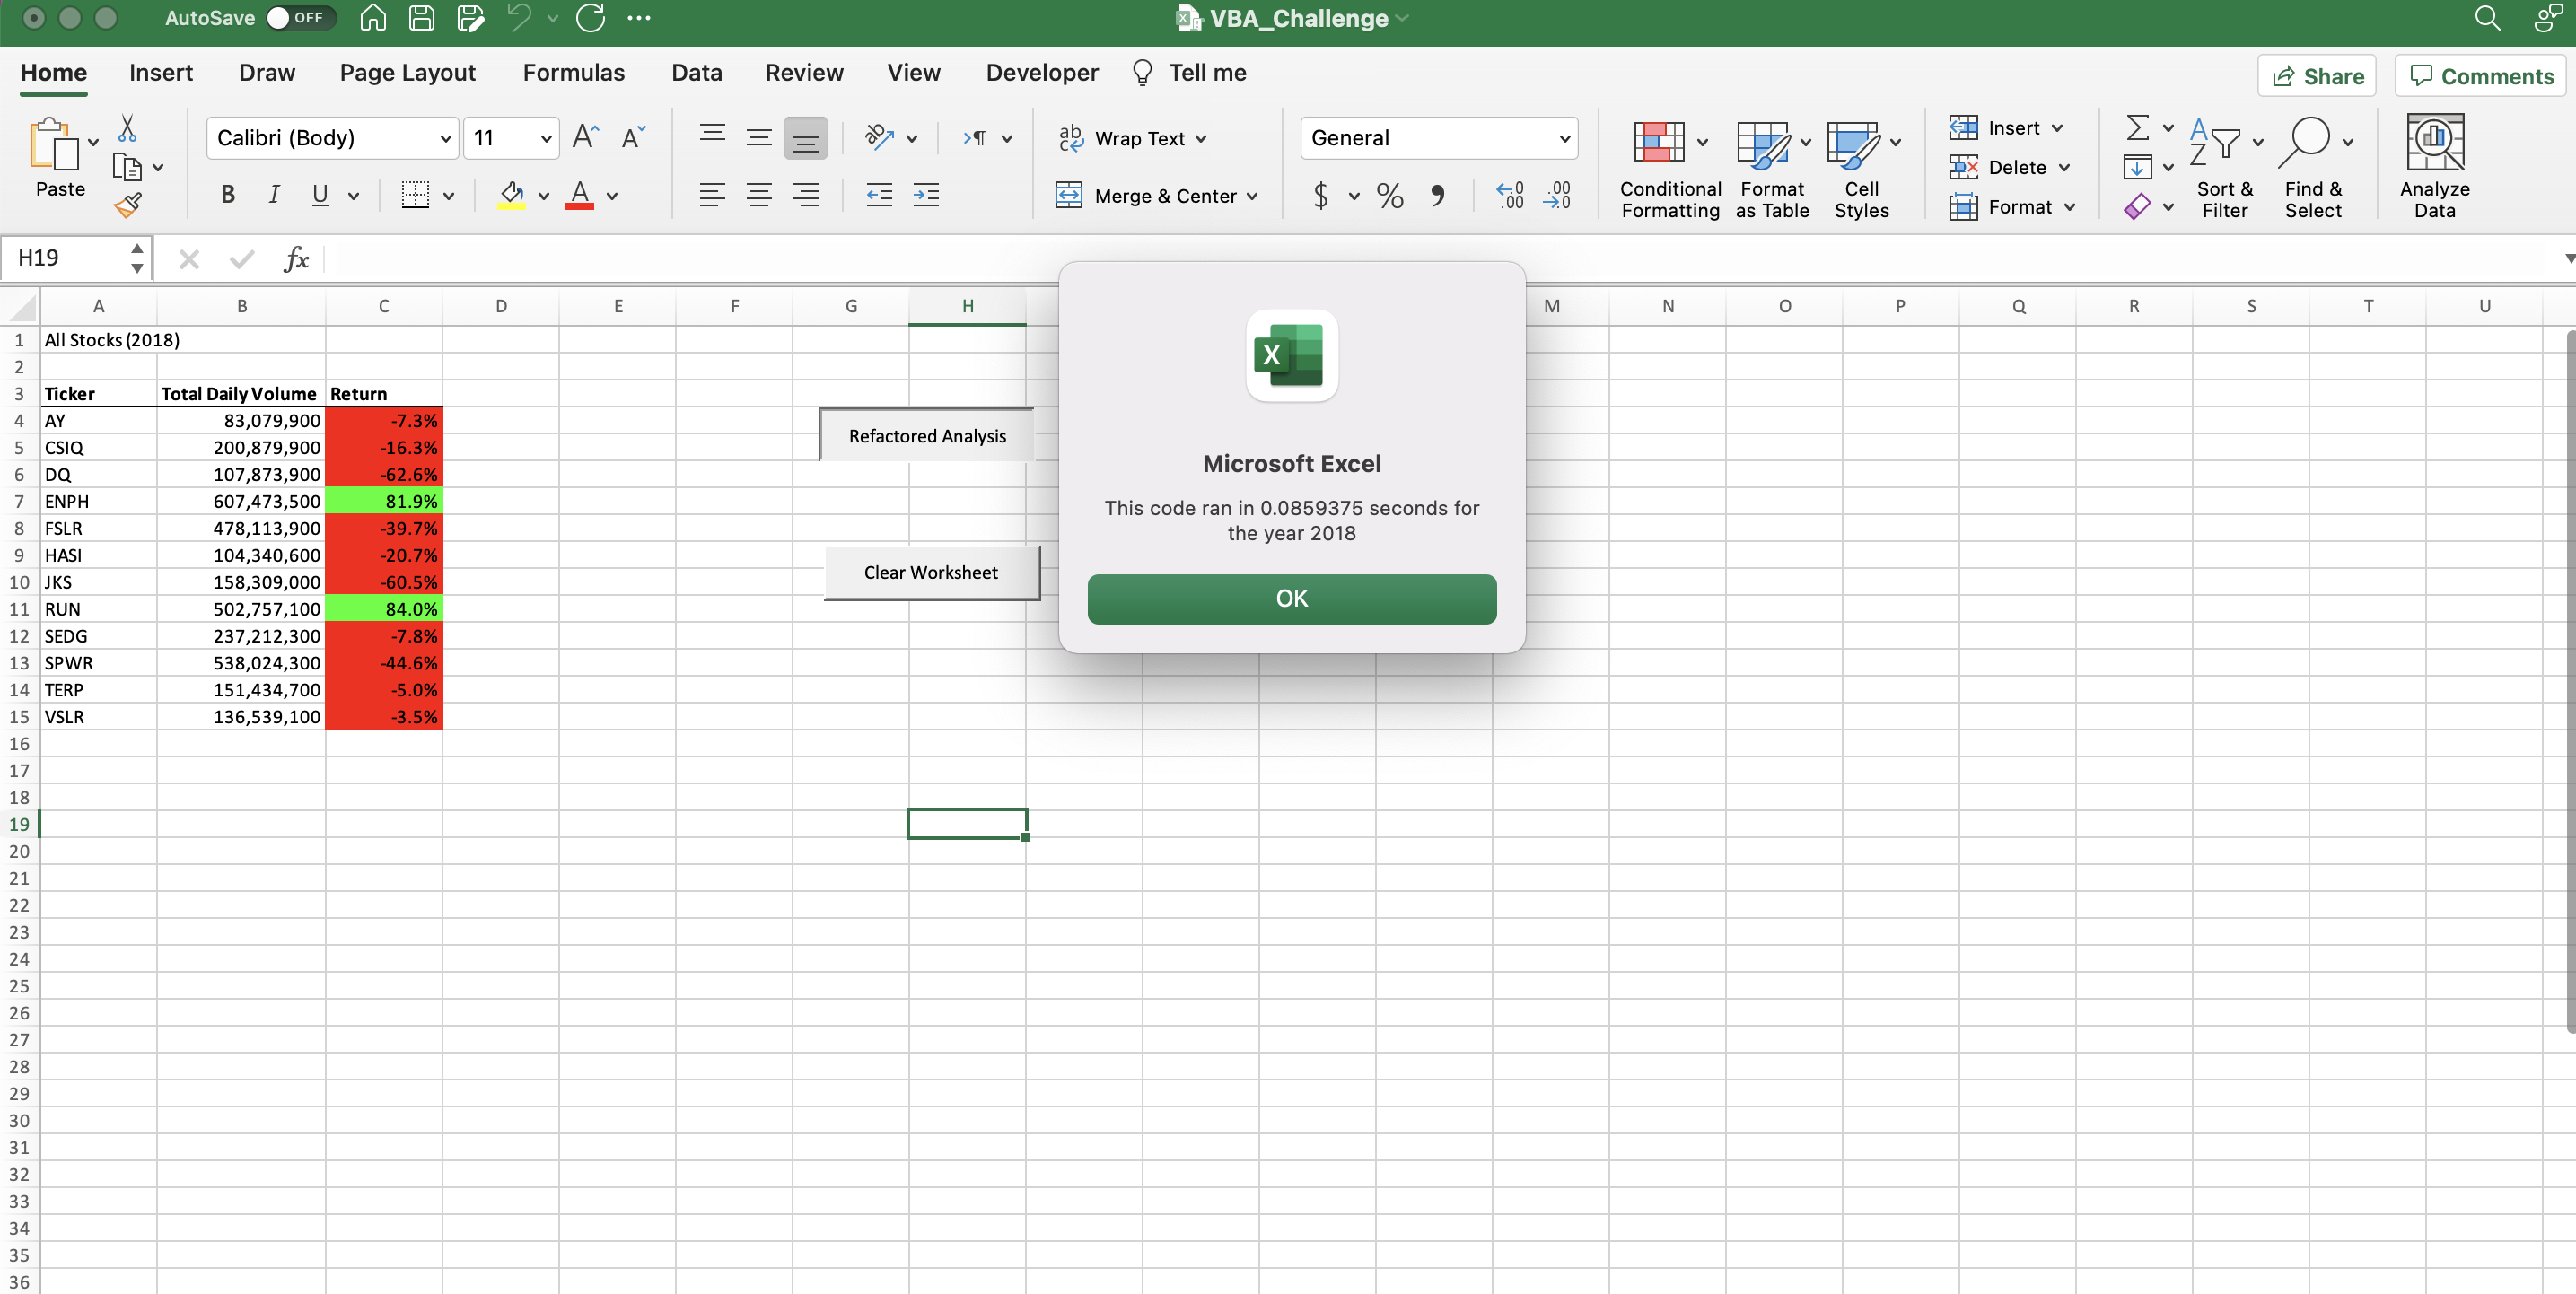 AutoSave OFF VBA_Challenge
Home Insert Draw Page Layout Formulas Data Review View Developer Tell me Share Comments
Paste
Calibri (Body) 11
B I U A
ab Wrap Text
Merge & Center
General
$ % 9
Conditional Formatting
Format as Table
Cell Styles
Insert
Delete
Format
Sort & Filter
Find & Select
Analyze Data
H19 fx
A B C D E F G H M N O P Q R S T U
1 All Stocks (2018)
2
3 Ticker Total Daily Volume Return
4 AY 83,079,900 -7.3%
5 CSIQ 200,879,900 -16.3%
6 DQ 107,873,900 -62.6%
7 ENPH 607,473,500 81.9%
8 FSLR 478,113,900 -39.7%
9 HASI 104,340,600 -20.7%
10 JKS 158,309,000 -60.5%
11 RUN 502,757,100 84.0%
12 SEDG 237,212,300 -7.8%
13 SPWR 538,024,300 -44.6%
14 TERP 151,434,700 -5.0%
15 VSLR 136,539,100 -3.5%
16
17
18
19
20
21
22
23
24
25
26
27
28
29
30
31
32
33
34
35
36
Refactored Analysis
Clear Worksheet
X
Microsoft Excel
This code ran in 0.0859375 seconds for
the year 2018
OK